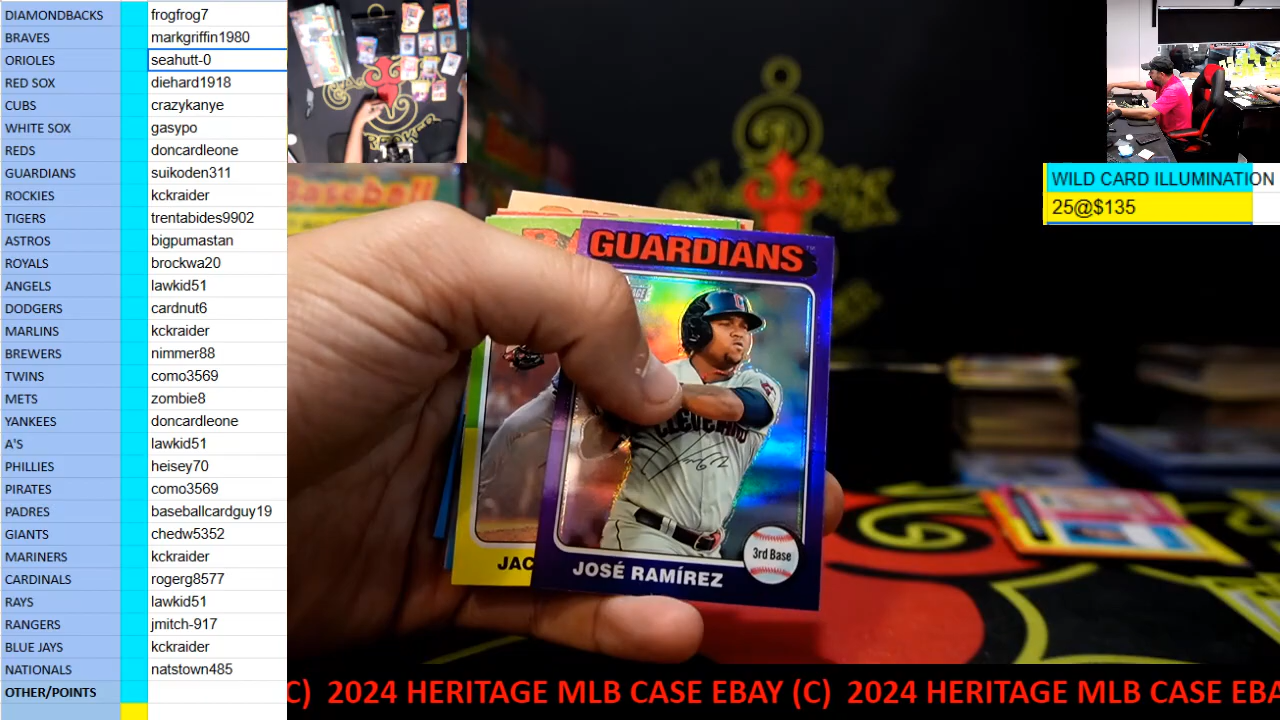 DIAMONDBACKS frogfrog7
BRAVES markgriffin1980
ORIOLES seahutt-0
RED SOX diehard1918
CUBS crazykanye
WHITE SOX gasypo
REDS doncardleone
GUARDIANS suikoden311
ROCKIES kckraider
TIGERS trentabides9902
ASTROS bigpumastan
ROYALS brockwa20
ANGELS lawkid51
DODGERS cardnut6
MARLINS kckraider
BREWERS nimmer88
TWINS como3569
METS zombie8
YANKEES doncardleone
A'S lawkid51
PHILLIES heisey70
PIRATES como3569
PADRES baseballcardguy19
GIANTS chedw5352
MARINERS kckraider
CARDINALS rogerg8577
RAYS lawkid51
RANGERS jmitch-917
BLUE JAYS kckraider
NATIONALS natstown485
OTHER/POINTS
WILD CARD ILLUMINATION
25@$135
Baseball
GUARDIANS
CLEVELAND
3rd Base
JAC
JOSÉ RAMÍREZ
C) 2024 HERITAGE MLB CASE EBAY (C) 2024 HERITAGE MLB CASE EBA